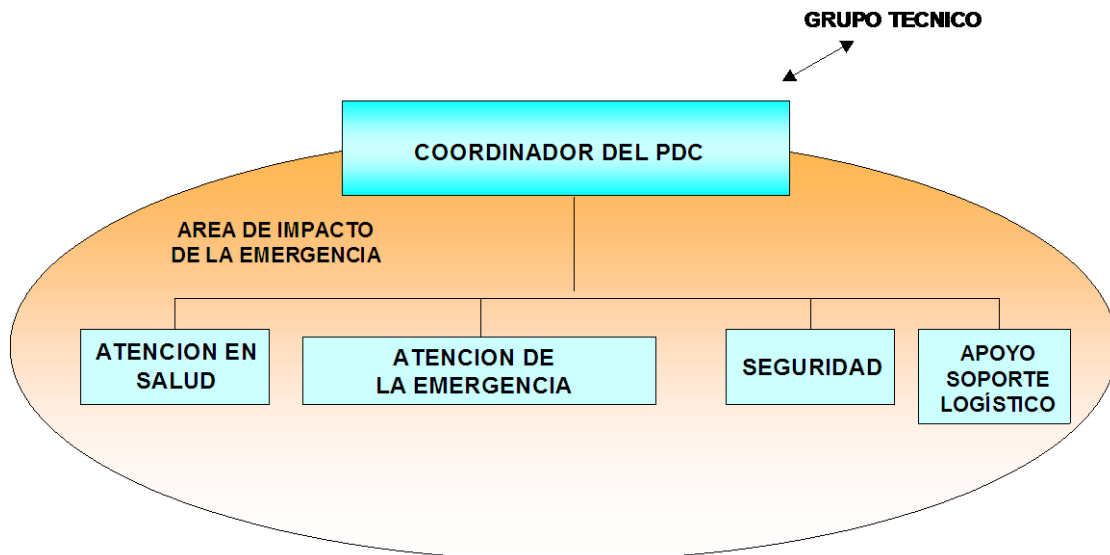 GRUPO TECNICO
COORDINADOR DEL PDC
AREA DE IMPACTO
DE LA EMERGENCIA
ATENCION EN
SALUD
ATENCION DE
LA EMERGENCIA
SEGURIDAD
APOYO
SOPORTE
LOGÍSTICO